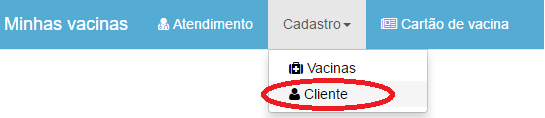 Minhas vacinas Atendimento Cadastro Cartão de vacina
Vacinas
Cliente